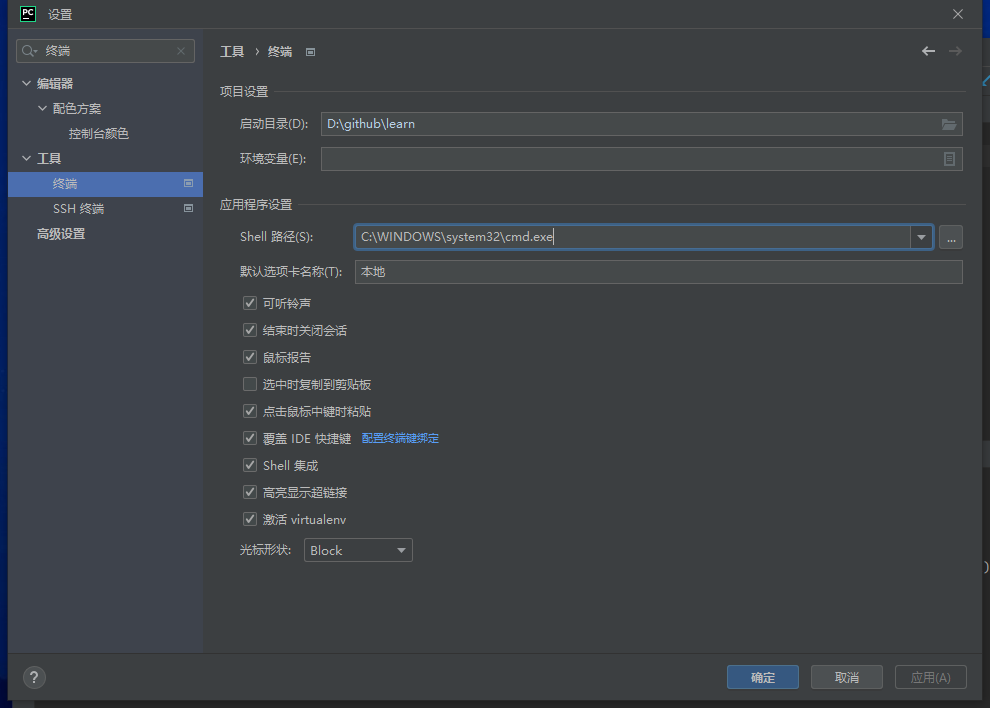 PC 设置
终端
工具 › 终端
编辑器
配色方案
控制台颜色
工具
终端
SSH 终端
高级设置
项目设置
启动目录(D): D:\github\learn
环境变量(E):
应用程序设置
Shell 路径(S): C:\WINDOWS\system32\cmd.exe ...
默认选项卡名称(T): 本地
可听铃声
结束时关闭会话
鼠标报告
选中时复制到剪贴板
点击鼠标中键时粘贴
覆盖 IDE 快捷键 配置终端键绑定
Shell 集成
高亮显示超链接
激活 virtualenv
光标形状: Block
)
? 确定 取消 应用(A)